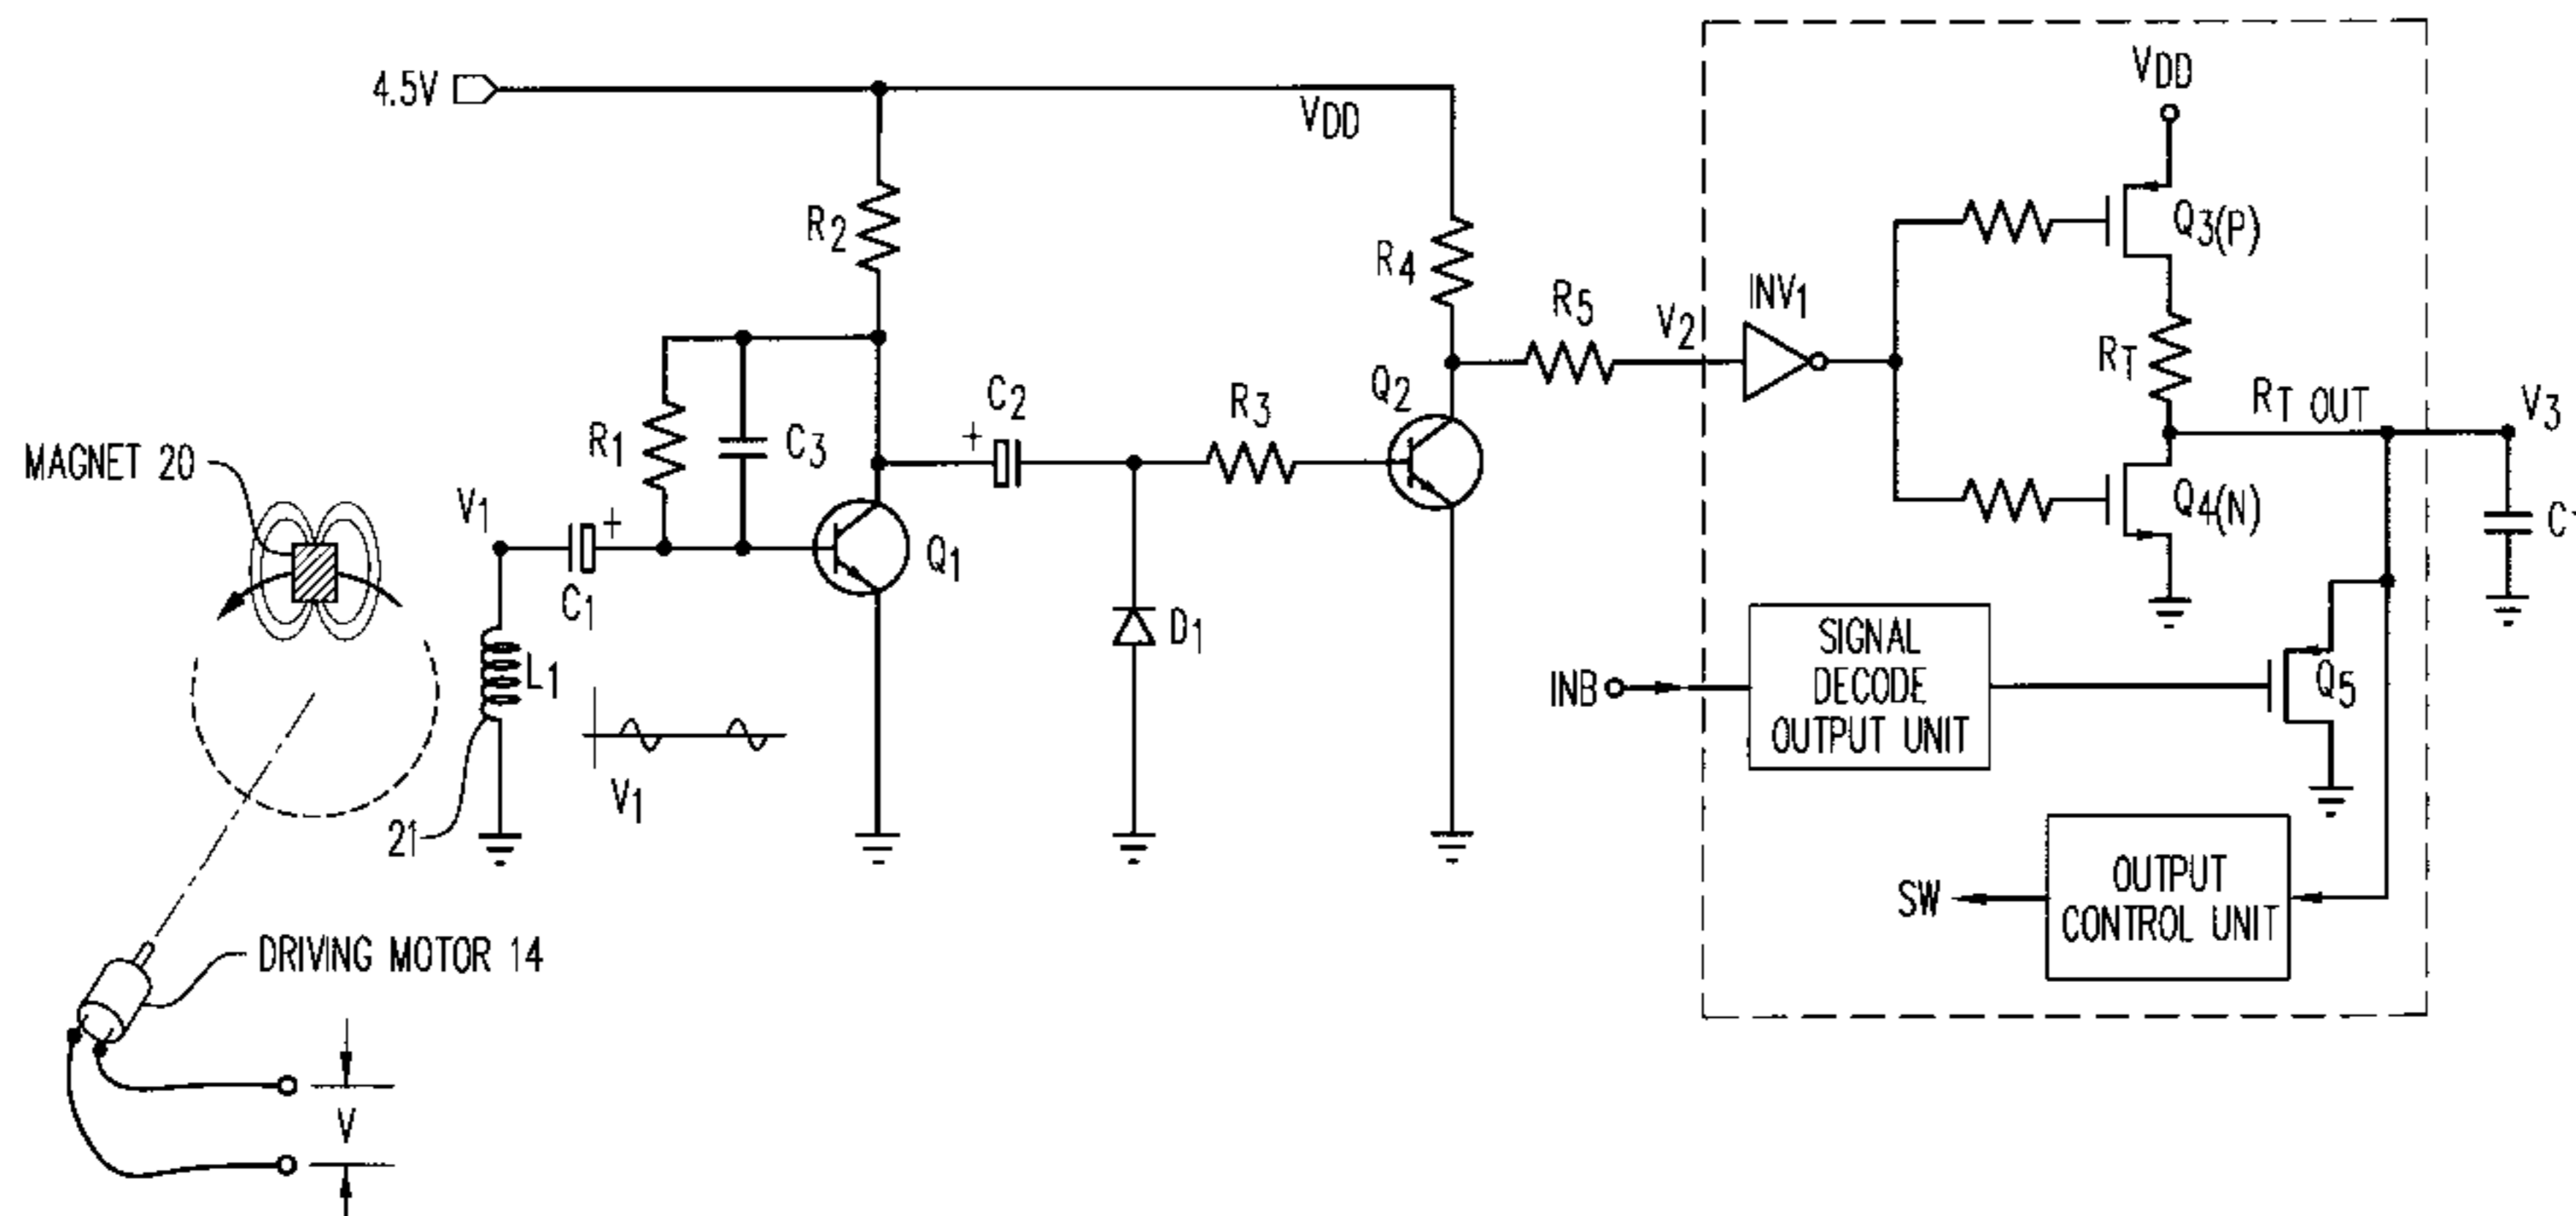 4.5V
VDD
VDD
R2
Q3(P)
R4
INV1
R5
V2
RT
RT OUT
V3
Q2
C2
+
R3
R1
C3
MAGNET 20
V1
+
C1
Q1
Q4(N)
D1
L1
SIGNAL
DECODE
OUTPUT UNIT
INB
Q5
V1
21
OUTPUT
CONTROL UNIT
SW
DRIVING MOTOR 14
V